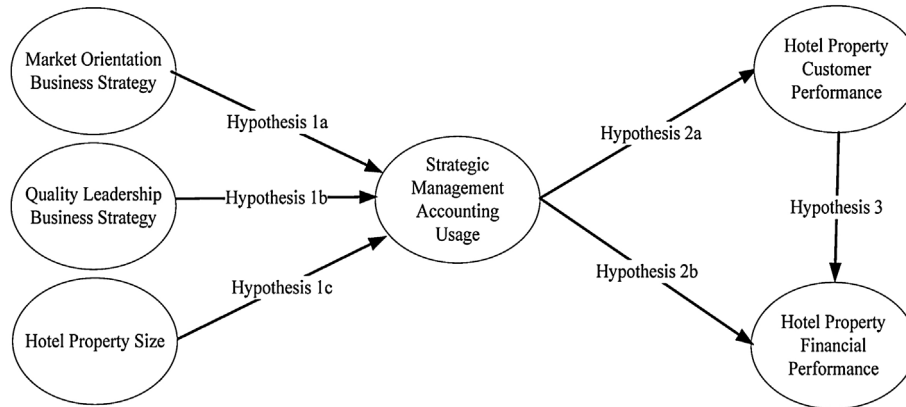 Market Orientation
Business Strategy
Hypothesis 1a
Quality Leadership
Business Strategy
Hypothesis 1b
Hotel Property Size
Hypothesis 1c
Strategic
Management
Accounting
Usage
Hypothesis 2a
Hypothesis 2b
Hotel Property
Customer
Performance
Hypothesis 3
Hotel Property
Financial
Performance